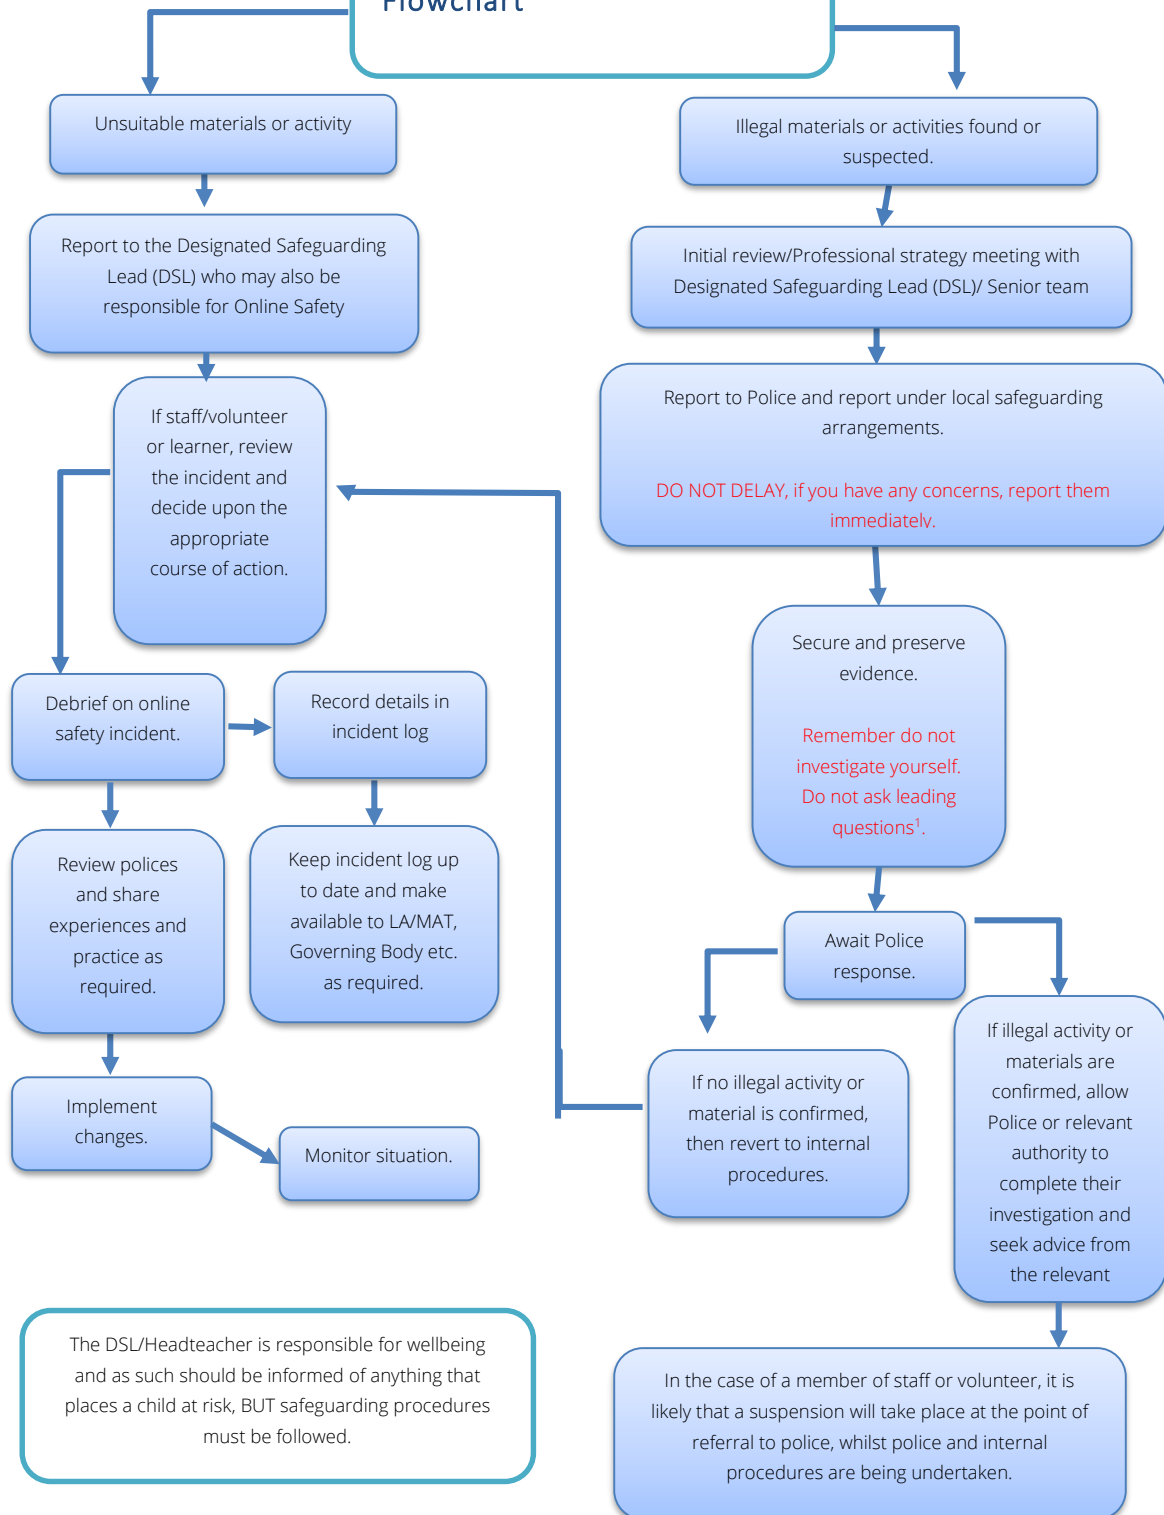 Flowchart
Unsuitable materials or activity
Report to the Designated Safeguarding
Lead (DSL) who may also be
responsible for Online Safety
If staff/volunteer
or learner, review
the incident and
decide upon the
appropriate
course of action.
Debrief on online
safety incident.
Record details in
incident log
Review polices
and share
experiences and
practice as
required.
Keep incident log up
to date and make
available to LA/MAT,
Governing Body etc.
as required.
Implement
changes.
Monitor situation.
Illegal materials or activities found or
suspected.
Initial review/Professional strategy meeting with
Designated Safeguarding Lead (DSL)/ Senior team
Report to Police and report under local safeguarding
arrangements.
DO NOT DELAY, if you have any concerns, report them
immediately.
Secure and preserve
evidence.
Remember do not
investigate yourself.
Do not ask leading
questions¹.
Await Police
response.
If no illegal activity or
material is confirmed,
then revert to internal
procedures.
If illegal activity or
materials are
confirmed, allow
Police or relevant
authority to
complete their
investigation and
seek advice from
the relevant
In the case of a member of staff or volunteer, it is
likely that a suspension will take place at the point of
referral to police, whilst police and internal
procedures are being undertaken.
The DSL/Headteacher is responsible for wellbeing
and as such should be informed of anything that
places a child at risk, BUT safeguarding procedures
must be followed.